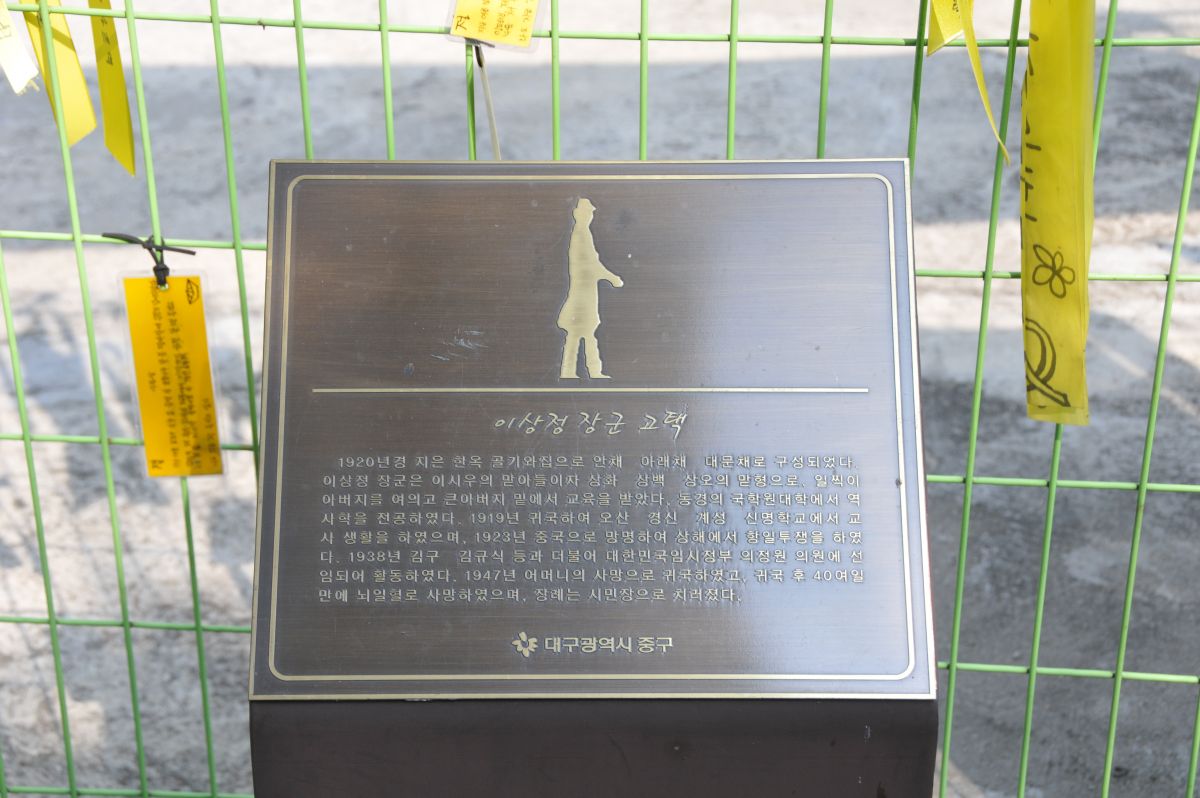 이상정 장군 고택
1920년경 지은 한옥 골기와집으로 안채 아래채 대문채로 구성되었다.
이상정 장군은 이시우의 맏아들이자 상화 상백 상오의 맏형으로, 일찍이
아버지를 여의고 큰아버지 밑에서 교육을 받았다. 동경의 국학원대학에서 역
사학을 전공하였다. 1919년 귀국하여 오산 경신 계성 신명학교에서 교
사 생활을 하였으며, 1923년 중국으로 망명하여 상해에서 항일투쟁을 하였
다. 1938년 김구 김규식 등과 더불어 대한민국임시정부 의정원 의원에 선
임되어 활동하였다. 1947년 어머니의 사망으로 귀국하였고, 귀국 후 40여일
만에 뇌일혈로 사망하였으며, 장례는 시민장으로 치러졌다.
대구광역시 중구